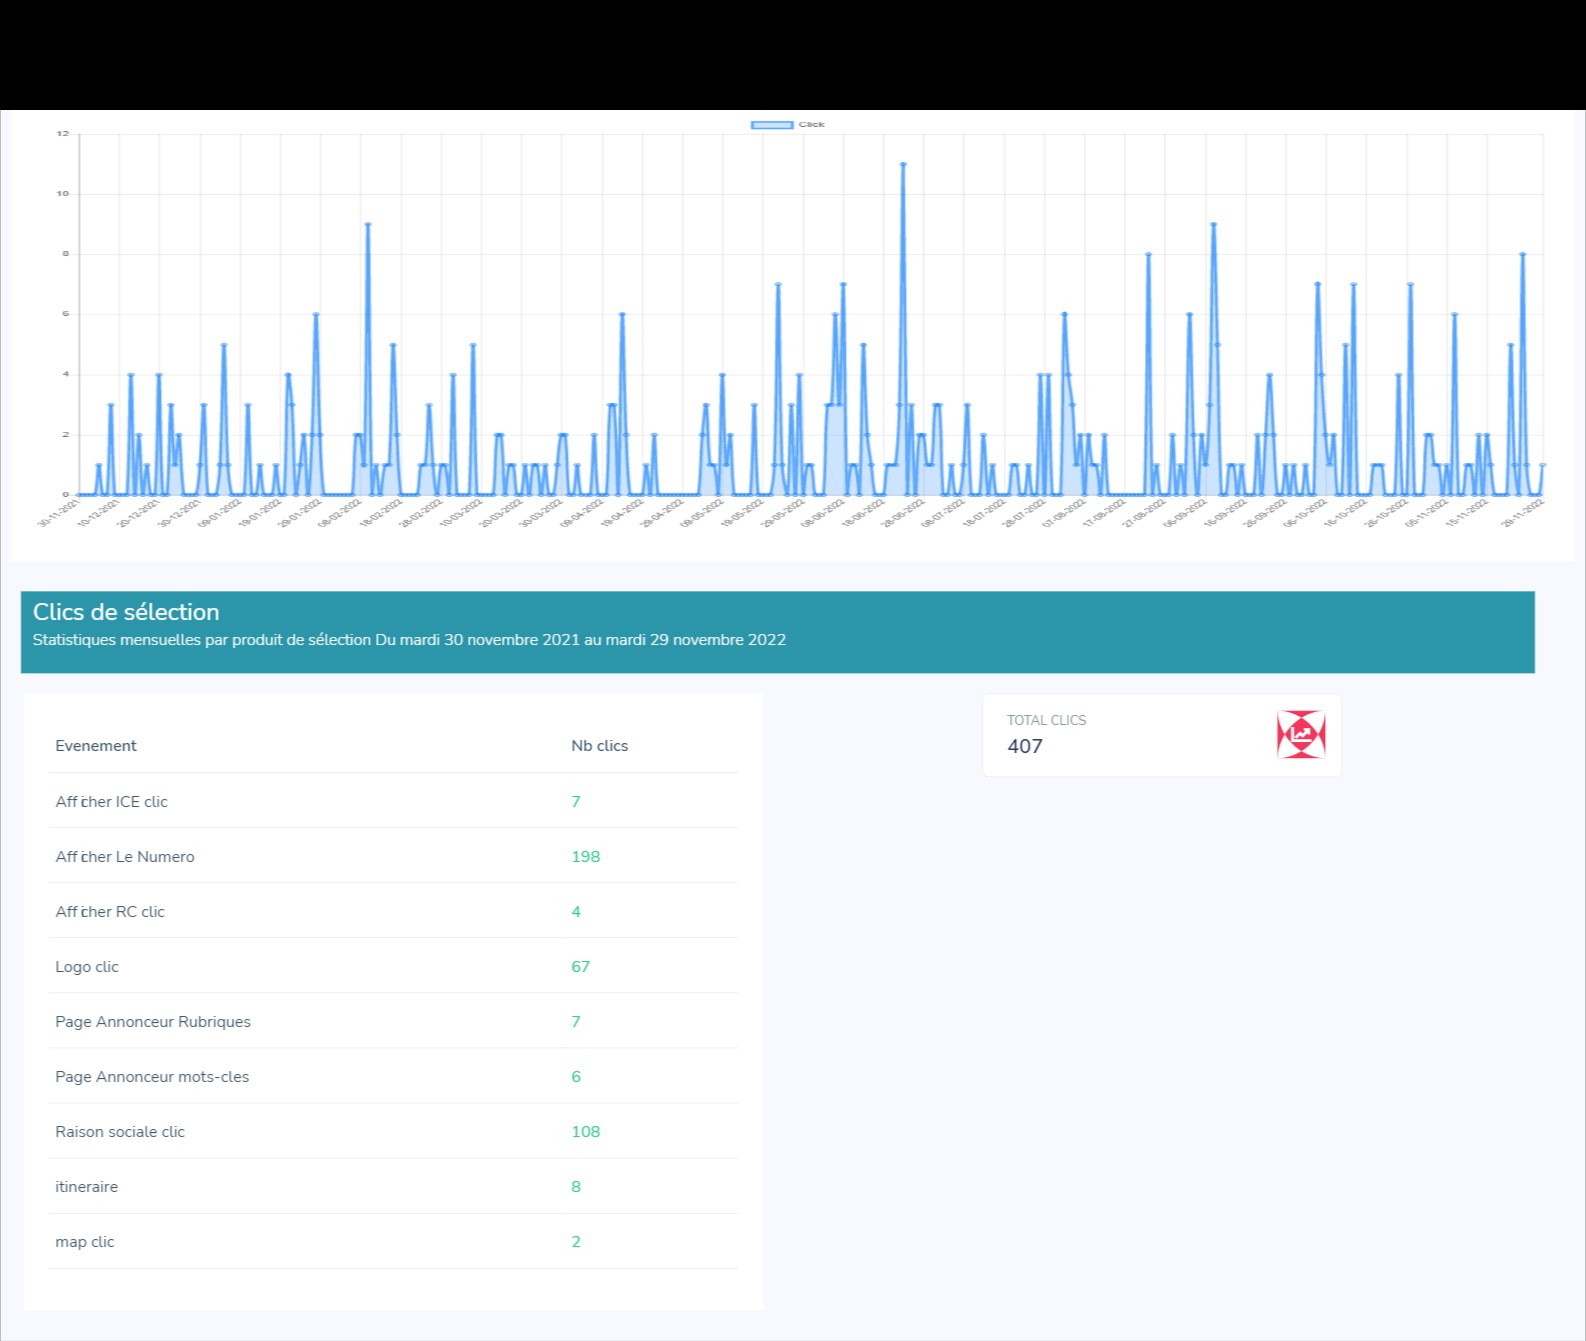 Click
12
10
8
6
4
2
0
30-11-2021 10-12-2021 20-12-2021 30-12-2021 09-01-2022 19-01-2022 29-01-2022 08-02-2022 18-02-2022 28-02-2022 10-03-2022 20-03-2022 30-03-2022 09-04-2022 19-04-2022 29-04-2022 09-05-2022 19-05-2022 29-05-2022 08-06-2022 18-06-2022 28-06-2022 08-07-2022 18-07-2022 28-07-2022 07-08-2022 17-08-2022 27-08-2022 06-09-2022 16-09-2022 26-09-2022 06-10-2022 16-10-2022 26-10-2022 05-11-2022 15-11-2022 29-11-2022
Clics de sélection
Statistiques mensuelles par produit de sélection Du mardi 30 novembre 2021 au mardi 29 novembre 2022
TOTAL CLICS
407
Evenement Nb clics
Afficher ICE clic 7
Afficher Le Numero 198
Afficher RC clic 4
Logo clic 67
Page Annonceur Rubriques 7
Page Annonceur mots-cles 6
Raison sociale clic 108
itineraire 8
map clic 2